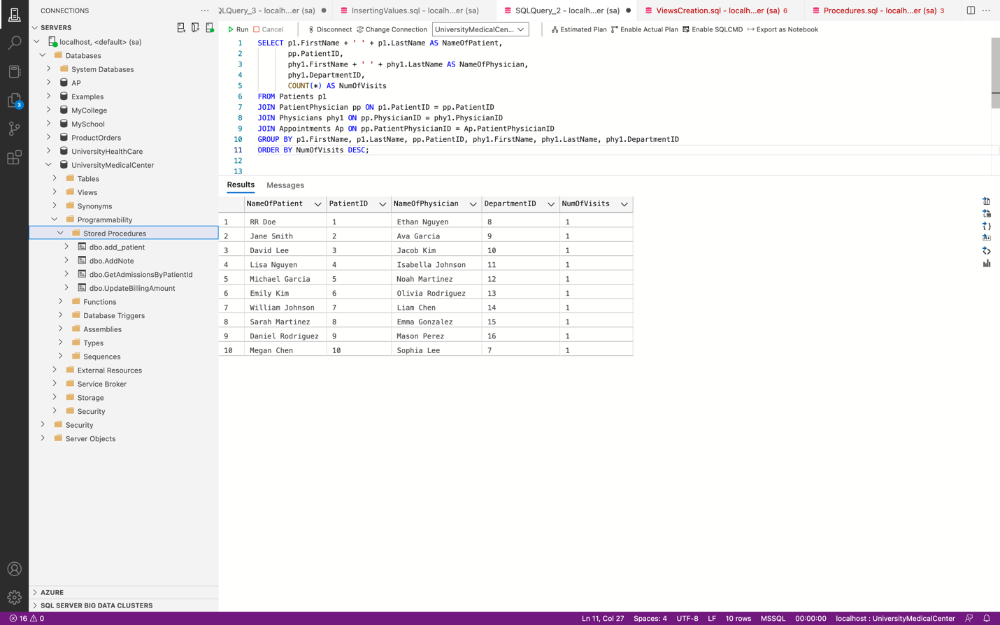 CONNECTIONS
SERVERS
localhost, <default> (sa)
Databases
System Databases
AP
Examples
MyCollege
MySchool
ProductOrders
UniversityHealthCare
UniversityMedicalCenter
Tables
Views
Synonyms
Programmability
Stored Procedures
dbo.add_patient
dbo.AddNote
dbo.GetAdmissionsByPatientId
dbo.UpdateBillingAmount
Functions
Database Triggers
Assemblies
Types
Sequences
External Resources
Service Broker
Storage
Security
Security
Server Objects
AZURE
SQL SERVER BIG DATA CLUSTERS
3
QLQuery_3 - localh...er (sa)
InsertingValues.sql - localh...er (sa)
SQLQuery_2 - localh...er (sa)
ViewsCreation.sql - localh...er (sa) 6
Procedures.sql - localh...er (sa) 3
Run Cancel Disconnect Change Connection UniversityMedicalCen... Estimated Plan Enable Actual Plan Enable SQLCMD Export as Notebook
1 SELECT p1.FirstName + ' ' + p1.LastName AS NameOfPatient,
2 pp.PatientID,
3 phy1.FirstName + ' ' + phy1.LastName AS NameOfPhysician,
4 phy1.DepartmentID,
5 COUNT(*) AS NumOfVisits
6 FROM Patients p1
7 JOIN PatientPhysician pp ON p1.PatientID = pp.PatientID
8 JOIN Physicians phy1 ON pp.PhysicianID = phy1.PhysicianID
9 JOIN Appointments Ap ON pp.PatientPhysicianID = Ap.PatientPhysicianID
10 GROUP BY p1.FirstName, p1.LastName, pp.PatientID, phy1.FirstName, phy1.LastName, phy1.DepartmentID
11 ORDER BY NumOfVisits DESC;
12
13
Results Messages
NameOfPatient PatientID NameOfPhysician DepartmentID NumOfVisits
1 RR Doe 1 Ethan Nguyen 8 1
2 Jane Smith 2 Ava Garcia 9 1
3 David Lee 3 Jacob Kim 10 1
4 Lisa Nguyen 4 Isabella Johnson 11 1
5 Michael Garcia 5 Noah Martinez 12 1
6 Emily Kim 6 Olivia Rodriguez 13 1
7 William Johnson 7 Liam Chen 14 1
8 Sarah Martinez 8 Emma Gonzalez 15 1
9 Daniel Rodriguez 9 Mason Perez 16 1
10 Megan Chen 10 Sophia Lee 7 1
16 0 Ln 11, Col 27 Spaces: 4 UTF-8 LF 10 rows MSSQL 00:00:00 localhost : UniversityMedicalCenter